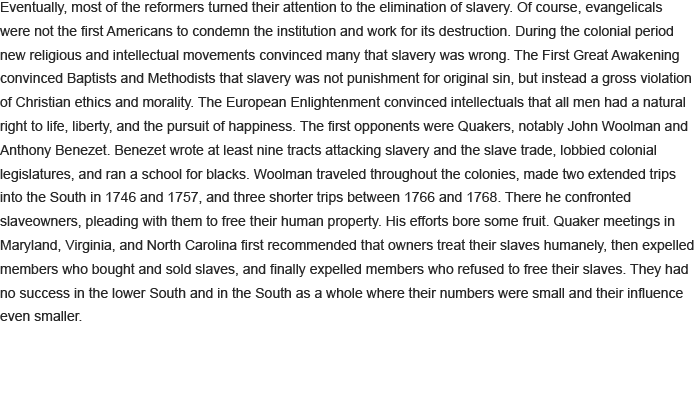 Eventually, most of the reformers turned their attention to the elimination of slavery. Of course, evangelicals
were not the first Americans to condemn the institution and work for its destruction. During the colonial period
new religious and intellectual movements convinced many that slavery was wrong. The First Great Awakening
convinced Baptists and Methodists that slavery was not punishment for original sin, but instead a gross violation
of Christian ethics and morality. The European Enlightenment convinced intellectuals that all men had a natural
right to life, liberty, and the pursuit of happiness. The first opponents were Quakers, notably John Woolman and
Anthony Benezet. Benezet wrote at least nine tracts attacking slavery and the slave trade, lobbied colonial
legislatures, and ran a school for blacks. Woolman traveled throughout the colonies, made two extended trips
into the South in 1746 and 1757, and three shorter trips between 1766 and 1768. There he confronted
slaveowners, pleading with them to free their human property. His efforts bore some fruit. Quaker meetings in
Maryland, Virginia, and North Carolina first recommended that owners treat their slaves humanely, then expelled
members who bought and sold slaves, and finally expelled members who refused to free their slaves. They had
no success in the lower South and in the South as a whole where their numbers were small and their influence
even smaller.